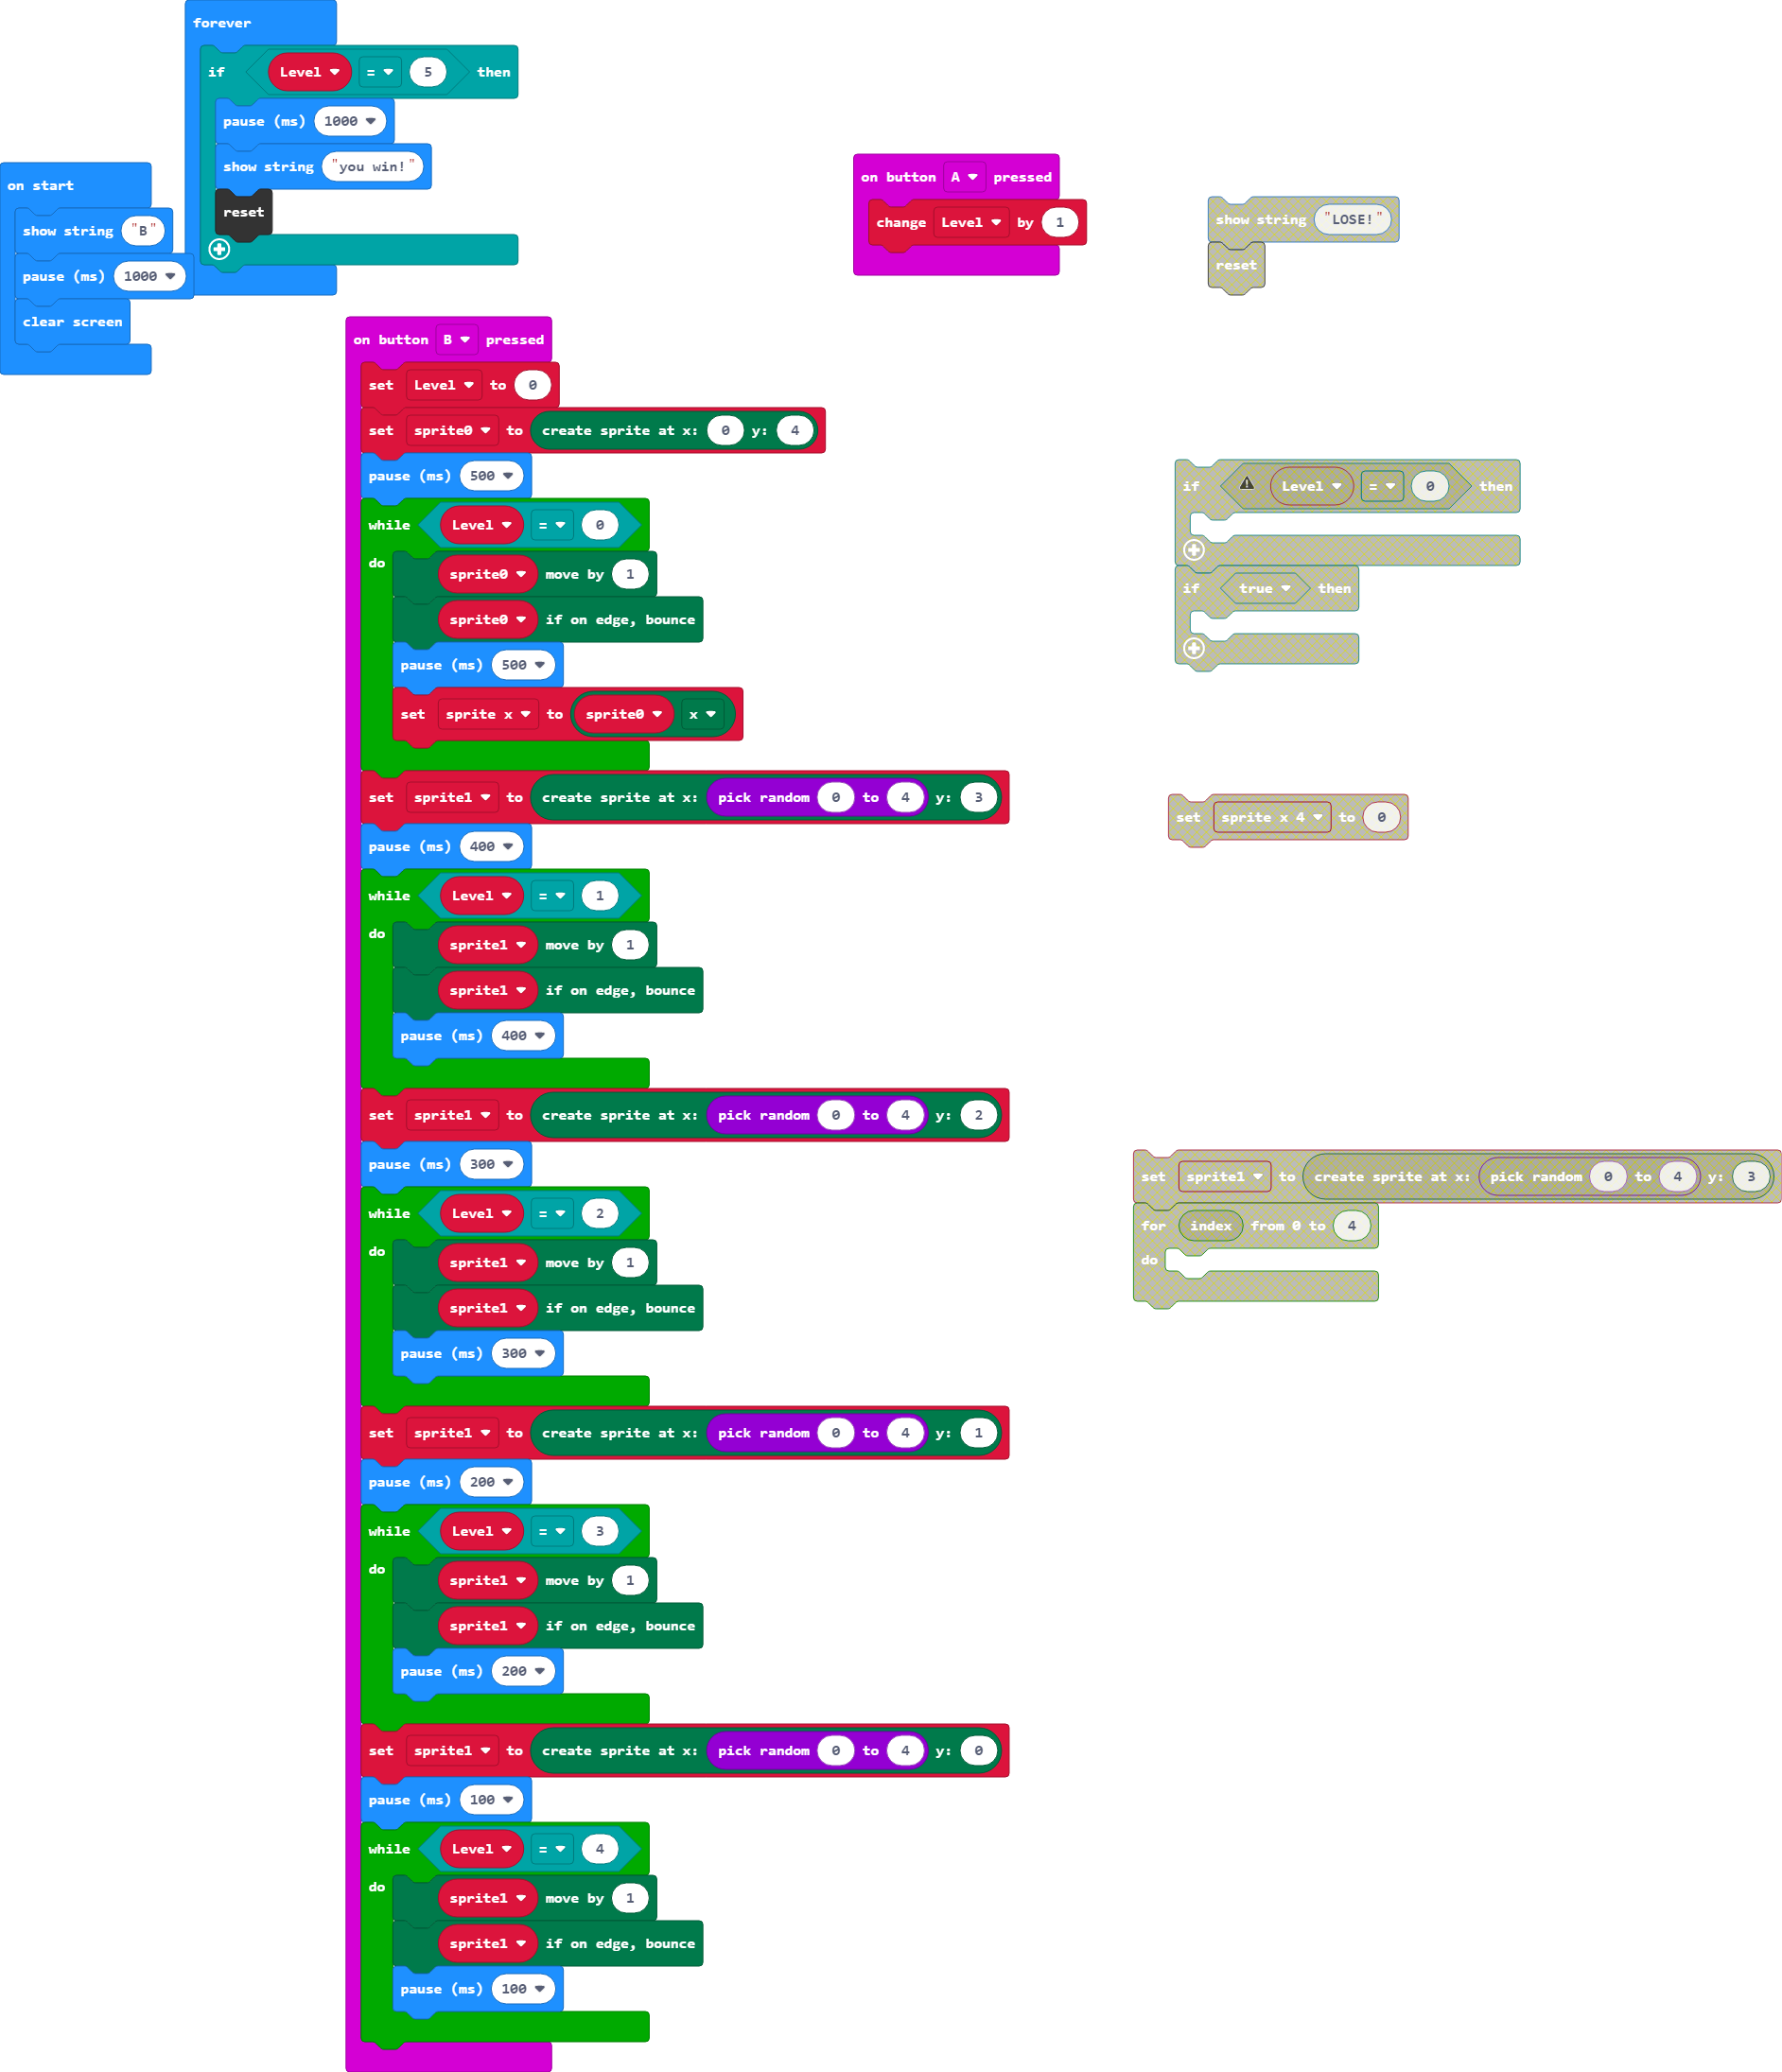 forever
if Level = 5 then
pause (ms) 1000
show string "you win!"
reset
on start
show string "B"
pause (ms) 1000
clear screen
on button A pressed
change Level by 1
show string "LOSE!"
reset
on button B pressed
set Level to 0
set sprite0 to create sprite at x: 0 y: 4
pause (ms) 500
while Level = 0
do
sprite0 move by 1
sprite0 if on edge, bounce
pause (ms) 500
set sprite x to sprite0 x
set sprite1 to create sprite at x: pick random 0 to 4 y: 3
pause (ms) 400
while Level = 1
do
sprite1 move by 1
sprite1 if on edge, bounce
pause (ms) 400
set sprite1 to create sprite at x: pick random 0 to 4 y: 2
pause (ms) 300
while Level = 2
do
sprite1 move by 1
sprite1 if on edge, bounce
pause (ms) 300
set sprite1 to create sprite at x: pick random 0 to 4 y: 1
pause (ms) 200
while Level = 3
do
sprite1 move by 1
sprite1 if on edge, bounce
pause (ms) 200
set sprite1 to create sprite at x: pick random 0 to 4 y: 0
pause (ms) 100
while Level = 4
do
sprite1 move by 1
sprite1 if on edge, bounce
pause (ms) 100
if Level = 0 then
if true then
set sprite x 4 to 0
set sprite1 to create sprite at x: pick random 0 to 4 y: 3
for index from 0 to 4
do